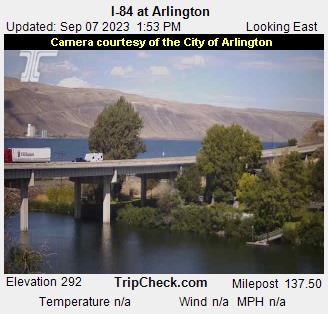 I-84 at Arlington
Updated: Sep 07 2023 1:53 PM Looking East
Camera courtesy of the City of Arlington
Elevation 292 TripCheck.com Milepost 137.50
Temperature n/a Wind n/a MPH n/a